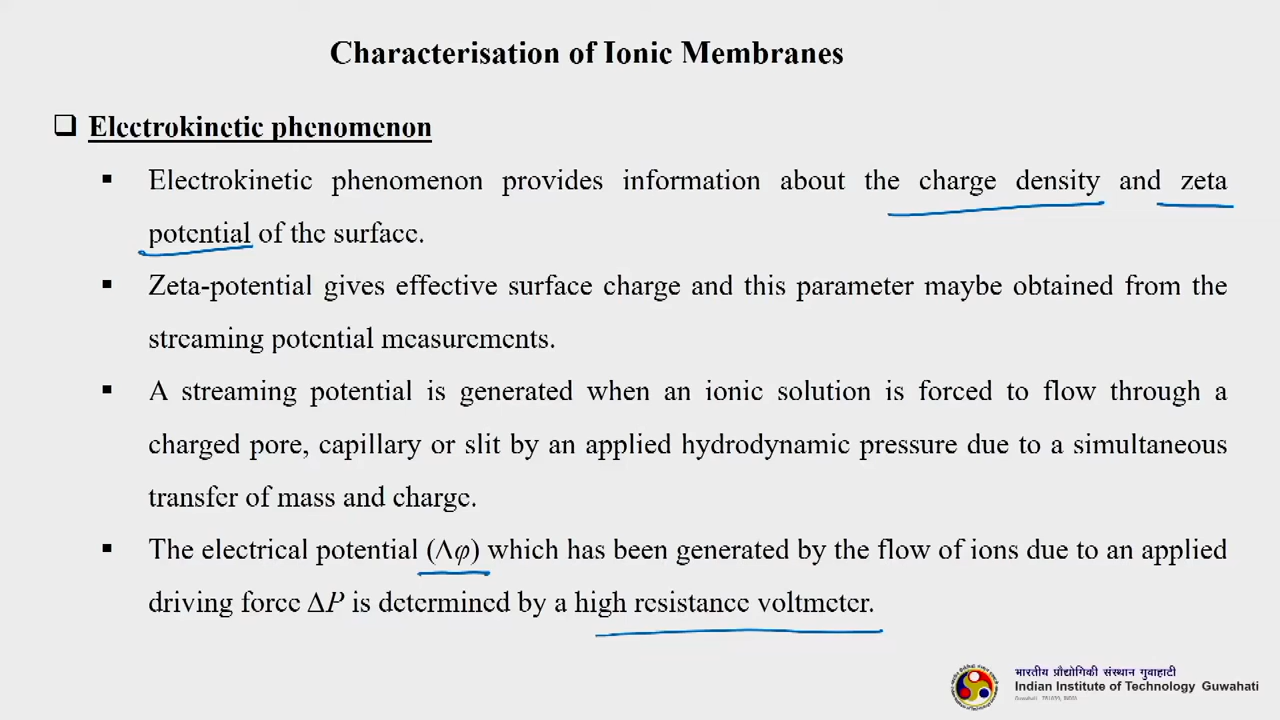 Characterisation of Ionic Membranes
❑ Electrokinetic phenomenon
▪ Electrokinetic phenomenon provides information about the charge density and zeta
potential of the surface.
▪ Zeta-potential gives effective surface charge and this parameter maybe obtained from the
streaming potential measurements.
▪ A streaming potential is generated when an ionic solution is forced to flow through a
charged pore, capillary or slit by an applied hydrodynamic pressure due to a simultaneous
transfer of mass and charge.
▪ The electrical potential (Δφ) which has been generated by the flow of ions due to an applied
driving force ΔP is determined by a high resistance voltmeter.
भारतीय प्रौद्योगिकी संस्थान गुवाहाटी
Indian Institute of Technology Guwahati
Guwahati